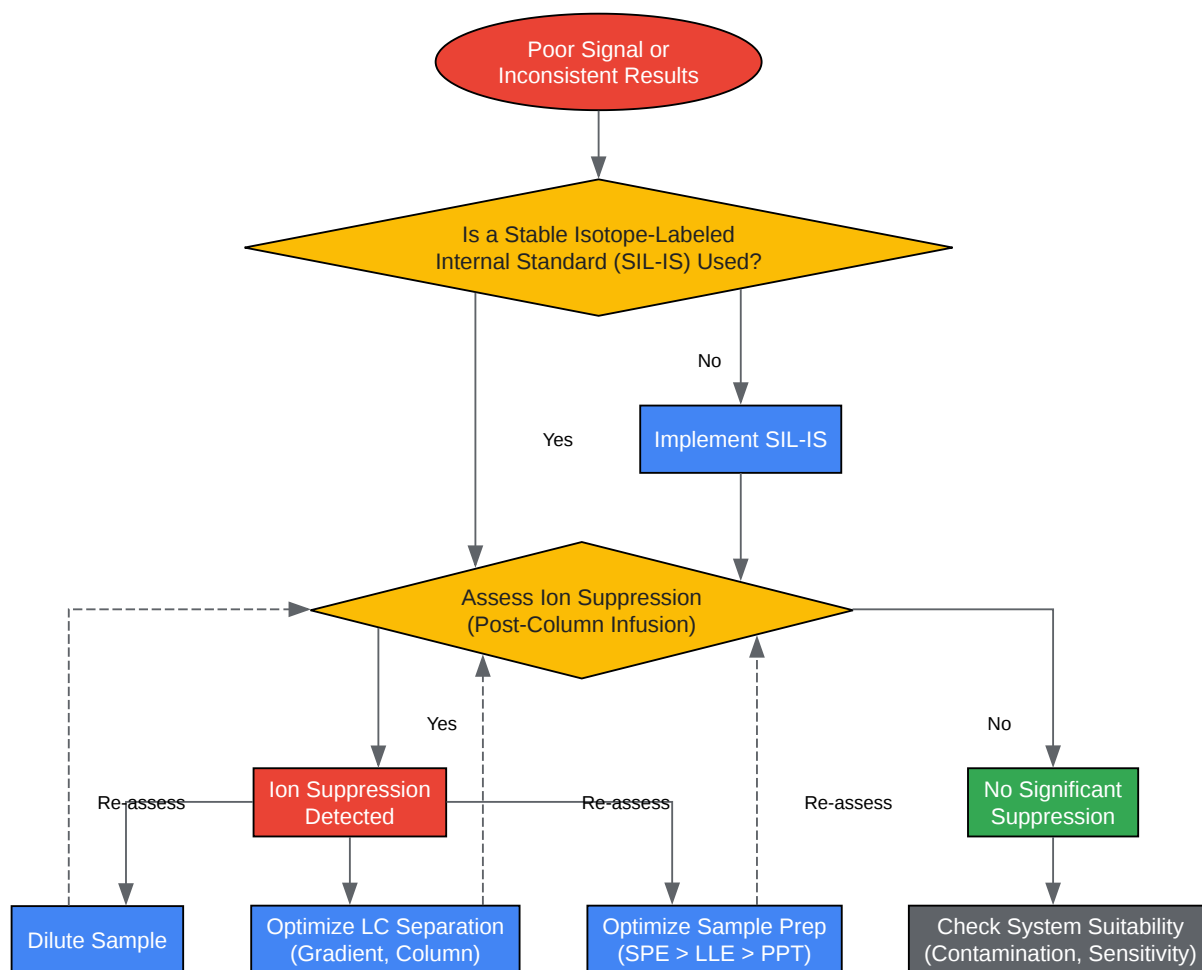 Poor Signal or
Inconsistent Results
Is a Stable Isotope-Labeled
Internal Standard (SIL-IS) Used?
No
Implement SIL-IS
Yes
Assess Ion Suppression
(Post-Column Infusion)
Yes
No
Ion Suppression
Detected
Re-assess
Re-assess
Re-assess
No Significant
Suppression
Dilute Sample
Optimize LC Separation
(Gradient, Column)
Optimize Sample Prep
(SPE > LLE > PPT)
Check System Suitability
(Contamination, Sensitivity)